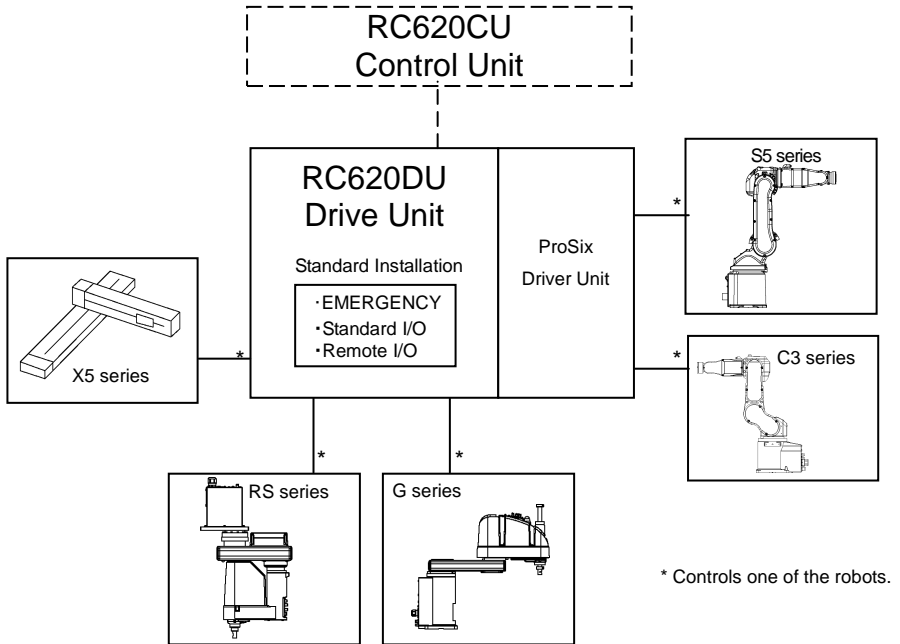 RC620CU
Control Unit
RC620DU
Drive Unit
Standard Installation
·EMERGENCY
·Standard I/O
·Remote I/O
ProSix
Driver Unit
S5 series
*
X5 series
*
C3 series
*
RS series
*
G series
*
* Controls one of the robots.